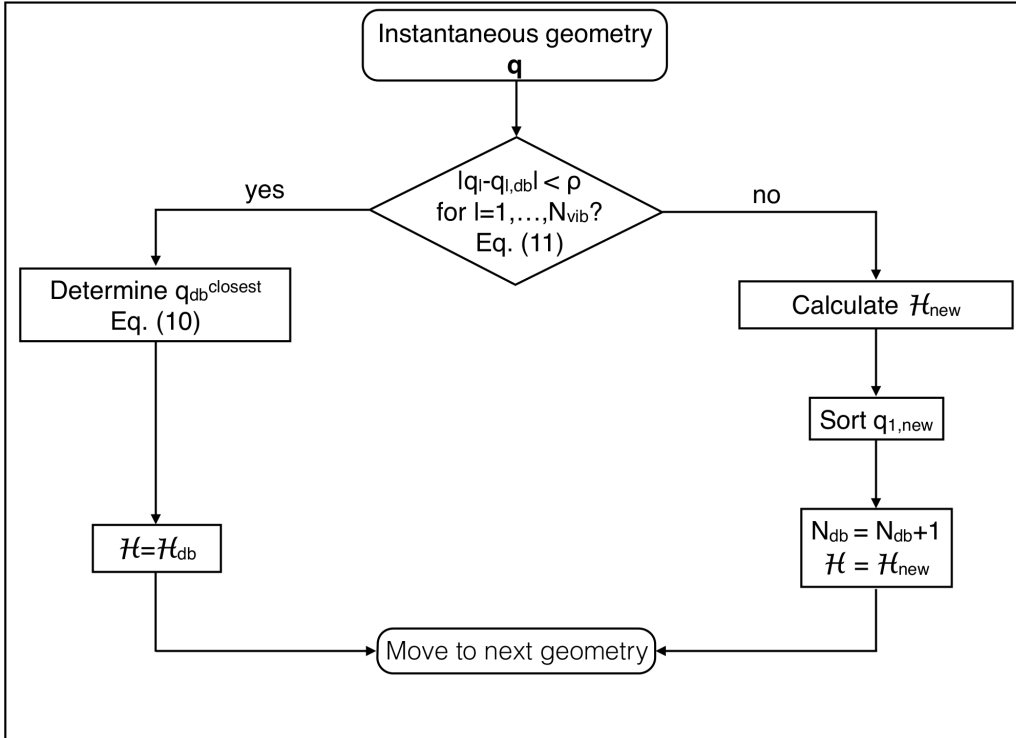 Instantaneous geometry
q
|qₗ-qₗ,db| < ρ
for l=1,…,Nvib?
Eq. (11)
yes
no
Determine qdbclosest
Eq. (10)
Calculate ℋnew
Sort q1,new
ℋ=ℋdb
Ndb = Ndb+1
ℋ = ℋnew
Move to next geometry